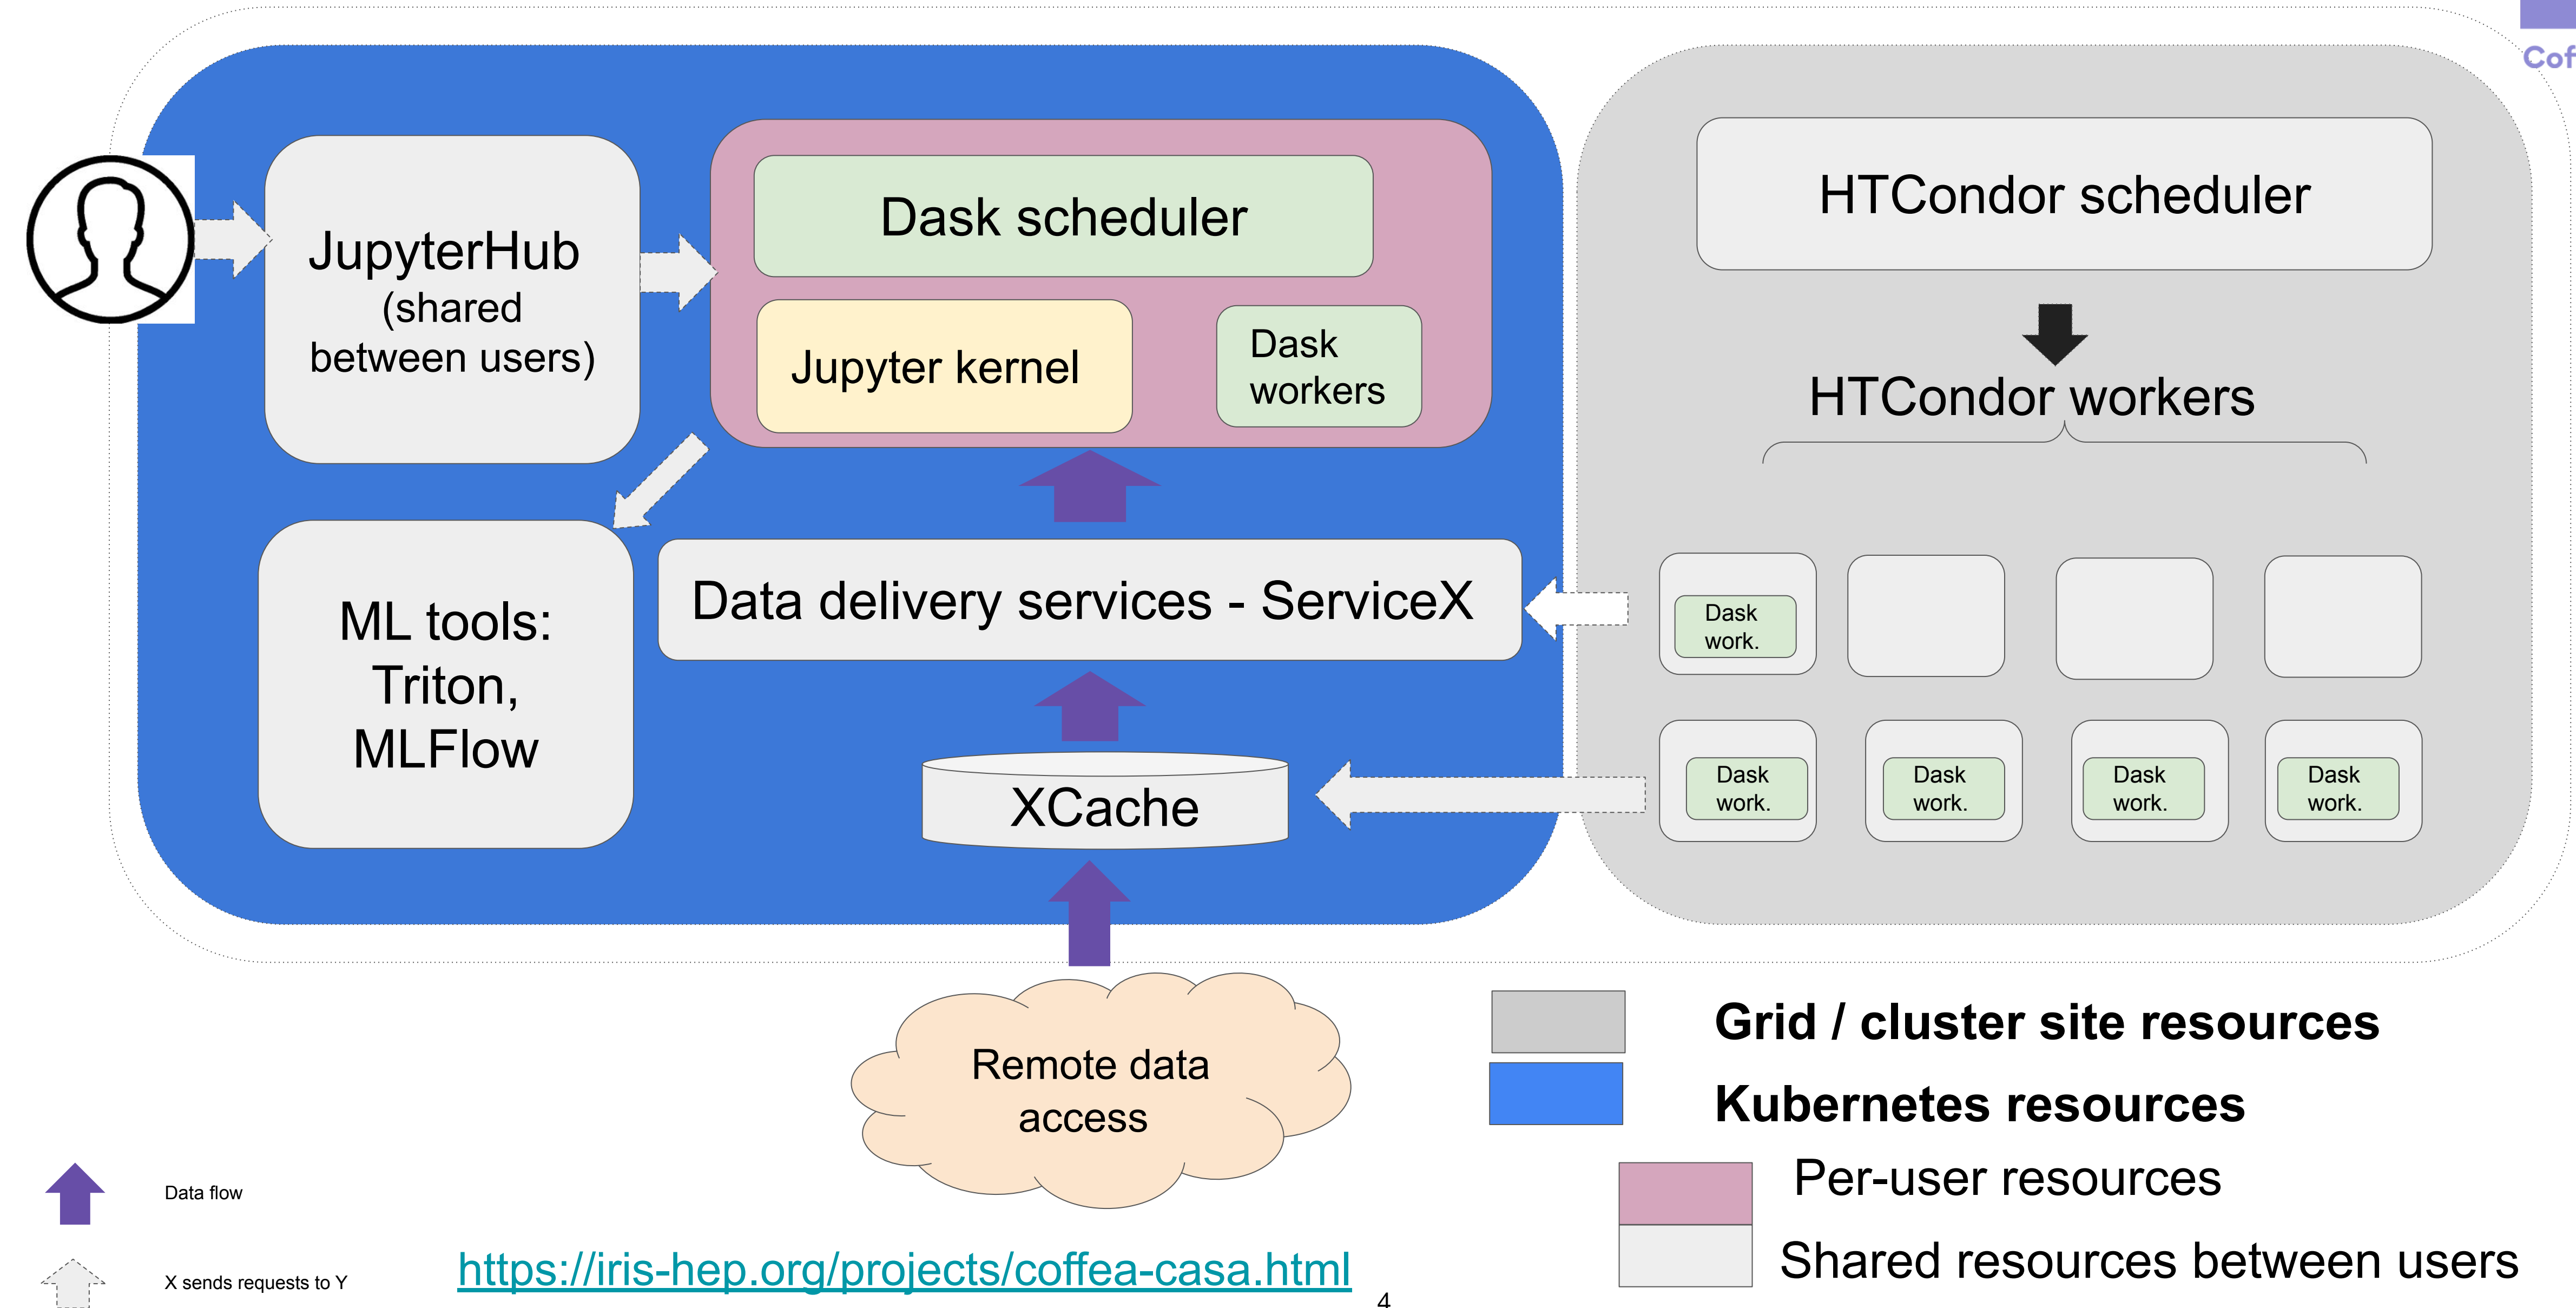 Cof
JupyterHub
(shared
between users)
Dask scheduler
Jupyter kernel
Dask
workers
HTCondor scheduler
HTCondor workers
ML tools:
Triton,
MLFlow
Data delivery services - ServiceX
XCache
Dask
work.
Dask
work.
Dask
work.
Dask
work.
Dask
work.
Remote data
access
Grid / cluster site resources
Kubernetes resources
Per-user resources
Shared resources between users
Data flow
X sends requests to Y
https://iris-hep.org/projects/coffea-casa.html
4